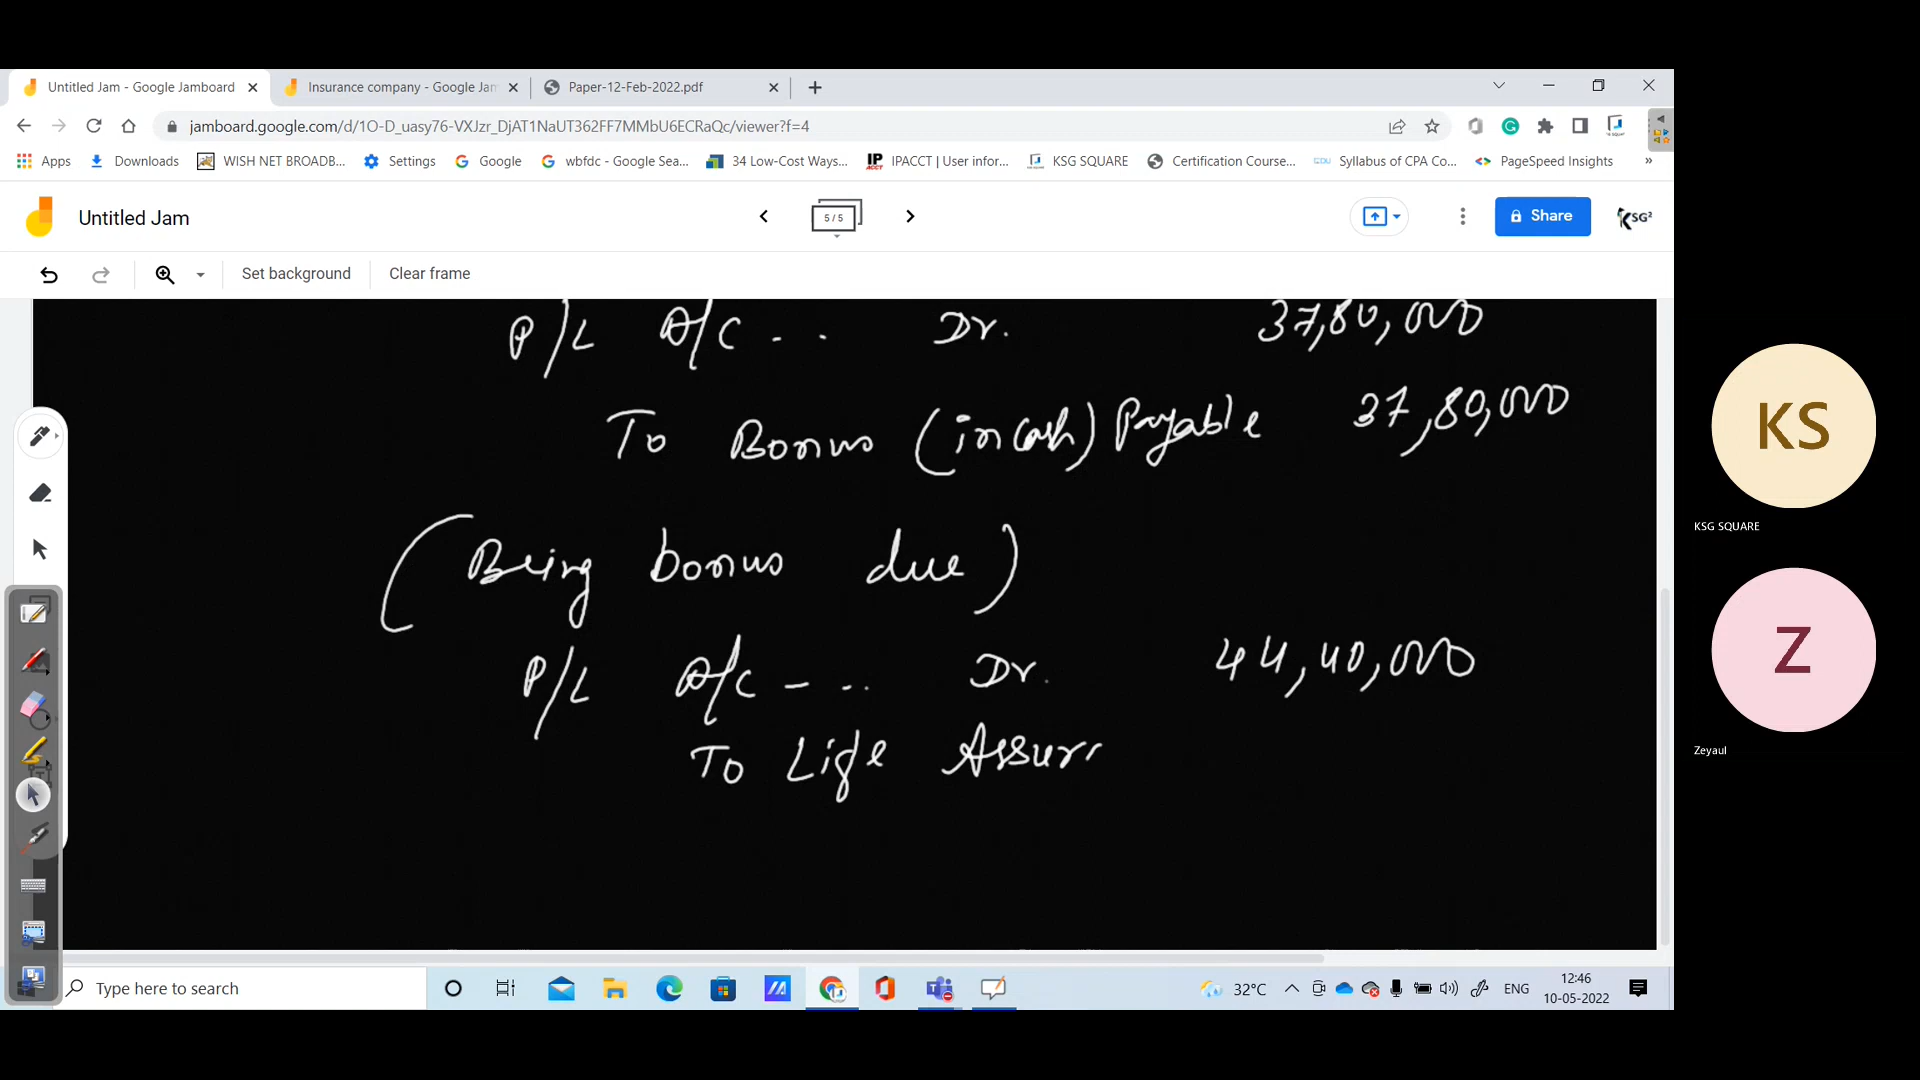 Untitled Jam - Google Jamboard
Insurance company - Google Jam
Paper-12-Feb-2022.pdf
jamboard.google.com/d/1O-D_uasy76-VXJzr_DjAT1NaUT362FF7MMbU6ECRaQc/viewer?f=4
Apps Downloads WISH NET BROADB... Settings Google wbfdc - Google Sea... 34 Low-Cost Ways... IPACCT | User infor... KSG SQUARE Certification Course... Syllabus of CPA Co... PageSpeed Insights »
Untitled Jam
5 / 5
Share
KSG²
Set background
Clear frame
P/L A/C - . Dr. 37,80,000
To Bonus (in Cash) Payable 37,80,000
(Being bonus due)
P/L A/C - .. Dr. 44,40,000
To Life Assur
KS
KSG SQUARE
Z
Zeyaul
Type here to search
32°C
ENG
12:46
10-05-2022